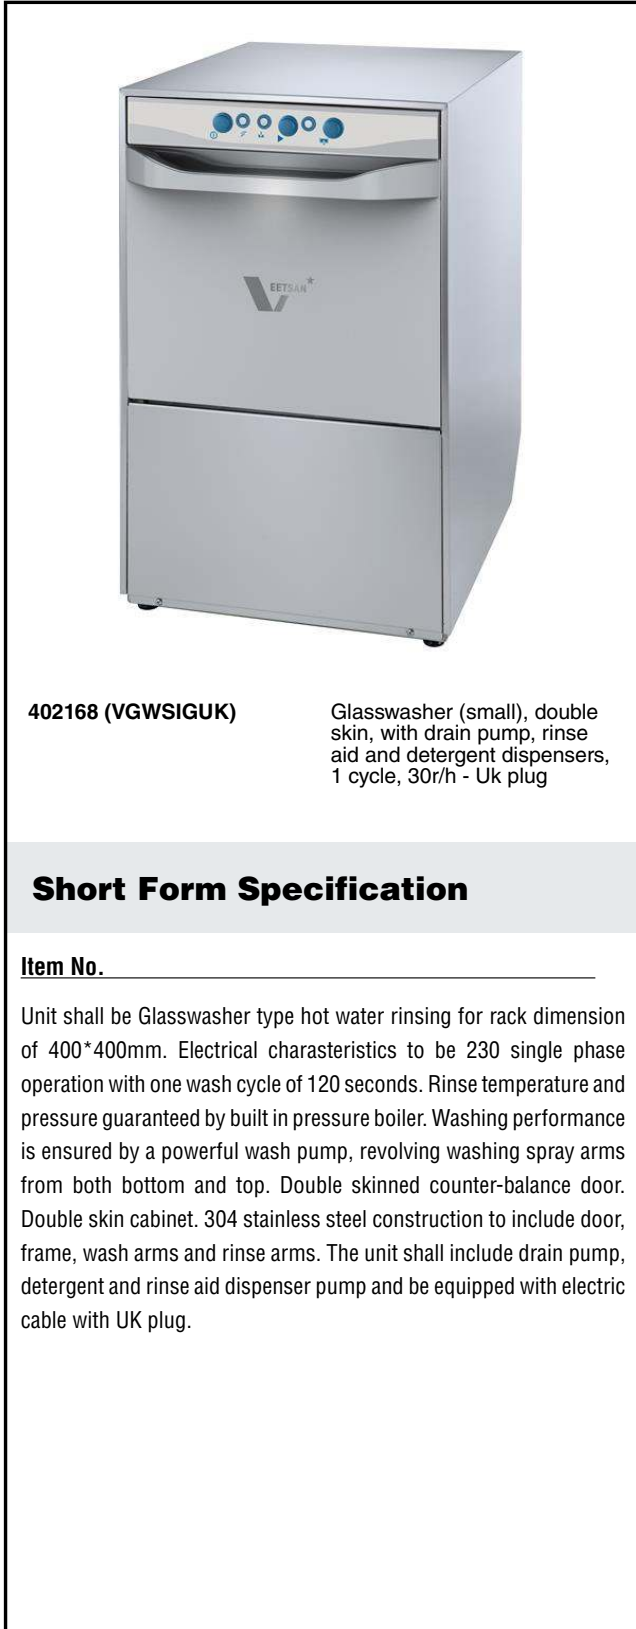 VEETSAN
402168 (VGWSIGUK)
Glasswasher (small), double
skin, with drain pump, rinse
aid and detergent dispensers,
1 cycle, 30r/h - Uk plug
Short Form Specification
Item No.
Unit shall be Glasswasher type hot water rinsing for rack dimension
of 400*400mm. Electrical charasteristics to be 230 single phase
operation with one wash cycle of 120 seconds. Rinse temperature and
pressure guaranteed by built in pressure boiler. Washing performance
is ensured by a powerful wash pump, revolving washing spray arms
from both bottom and top. Double skinned counter-balance door.
Double skin cabinet. 304 stainless steel construction to include door,
frame, wash arms and rinse arms. The unit shall include drain pump,
detergent and rinse aid dispenser pump and be equipped with electric
cable with UK plug.